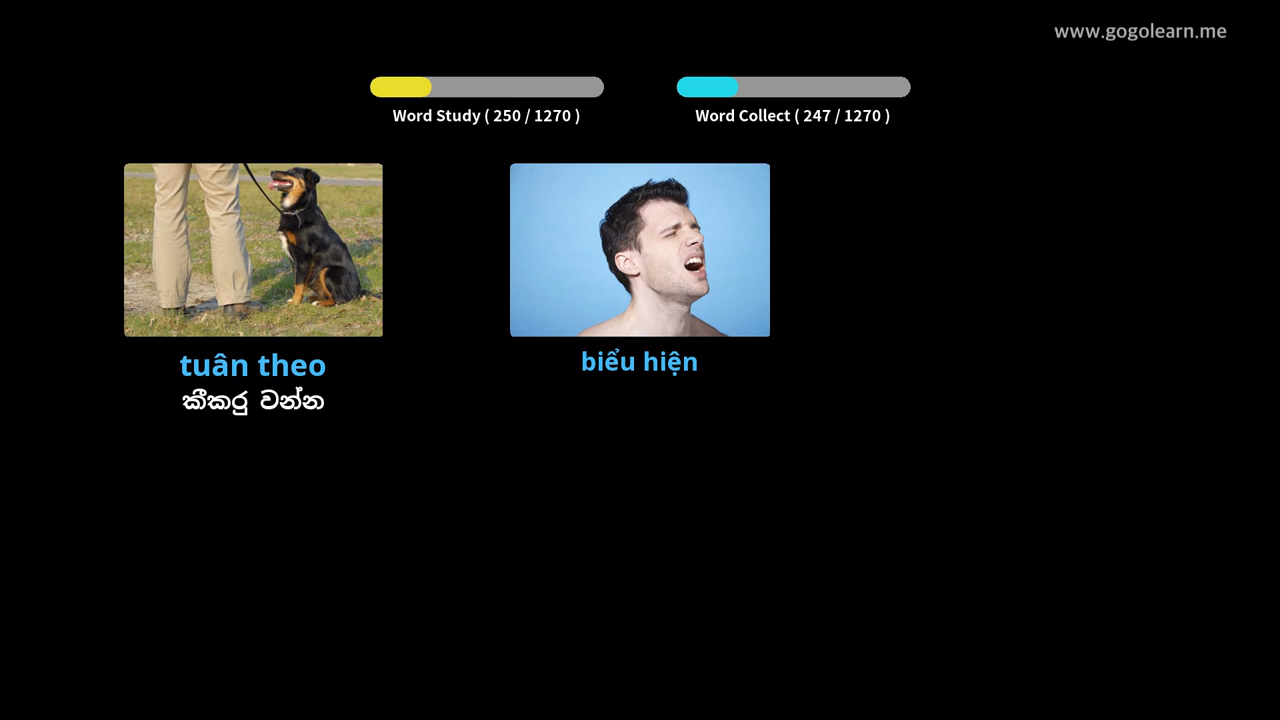 www.gogolearn.me
Word Study ( 250 / 1270 )
Word Collect ( 247 / 1270 )
tuân theo
කීකරු වන්න
biểu hiện